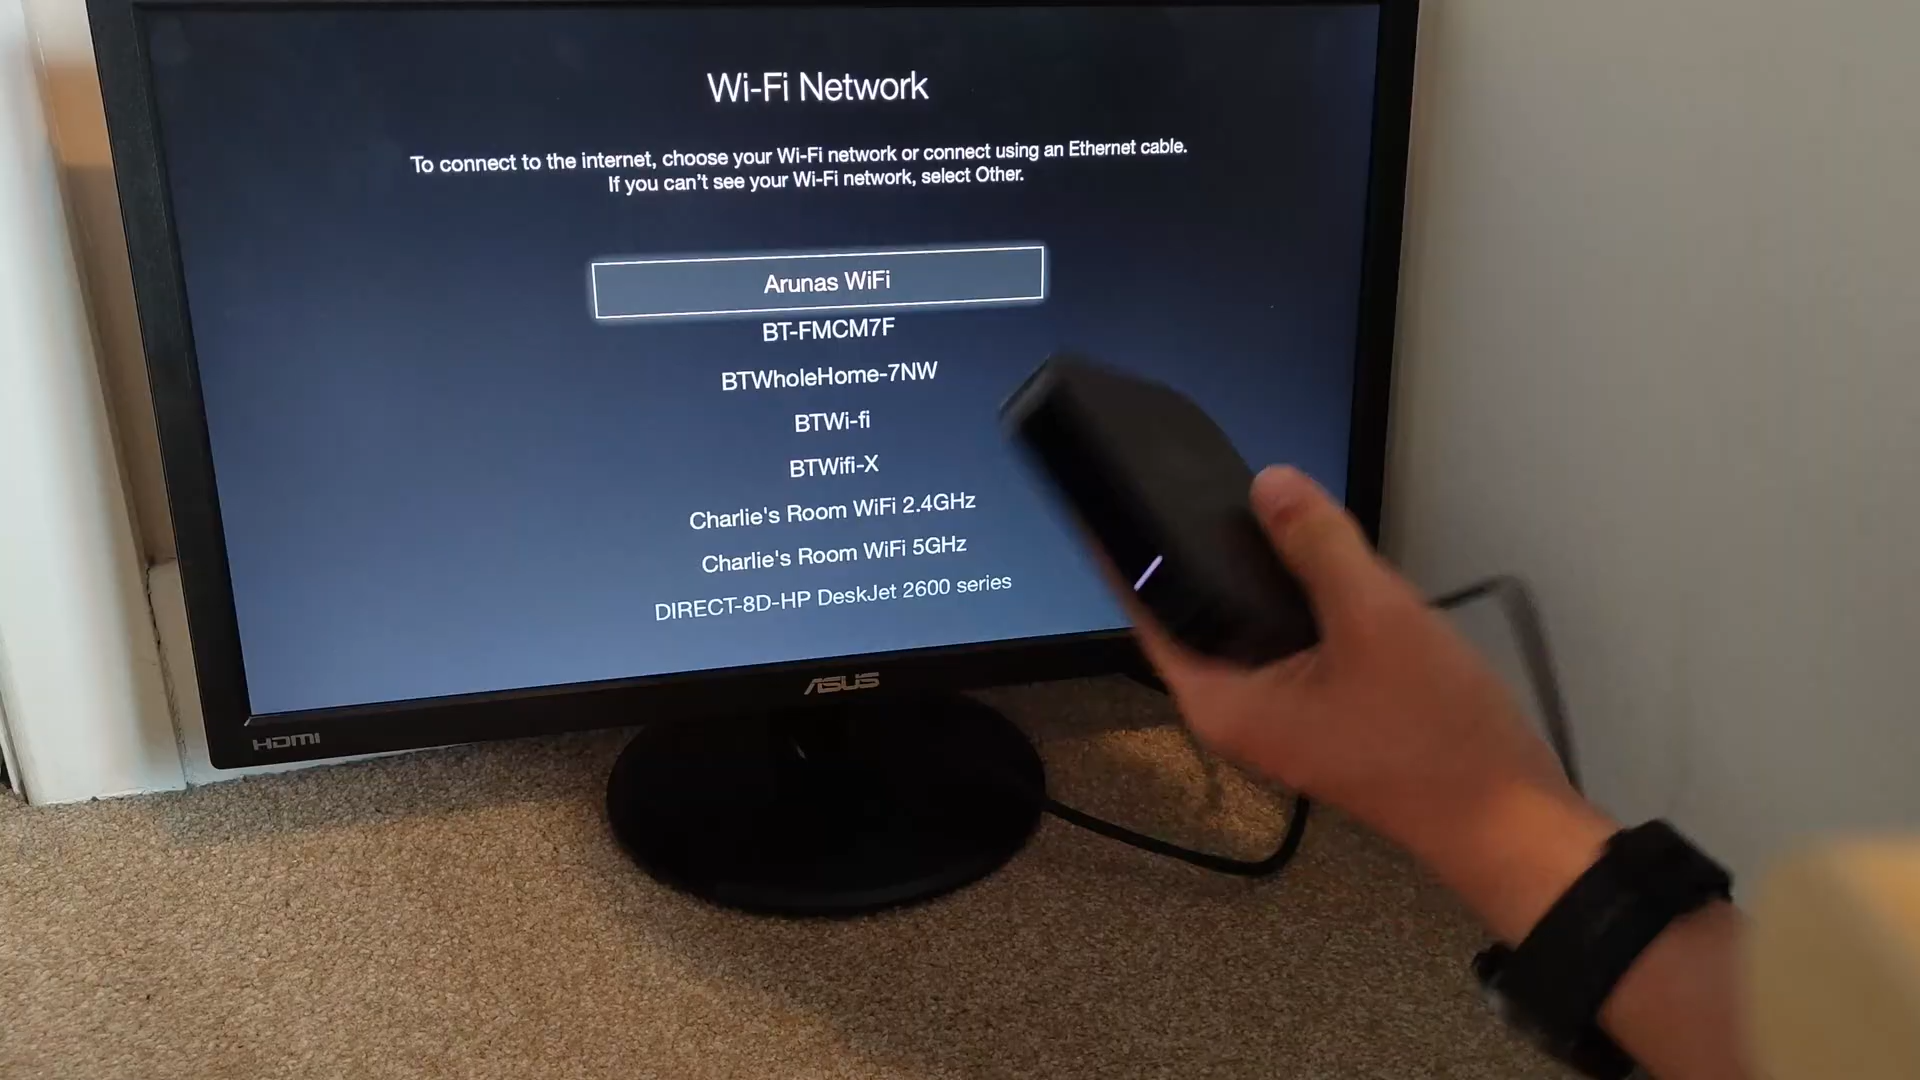 Wi-Fi Network
To connect to the internet, choose your Wi-Fi network or connect using an Ethernet cable.
If you can't see your Wi-Fi network, select Other.
Arunas WiFi
BT-FMCM7F
BTWholeHome-7NW
BTWi-fi
BTWifi-X
Charlie's Room WiFi 2.4GHz
Charlie's Room WiFi 5GHz
DIRECT-8D-HP DeskJet 2600 series
ASUS
HDMI